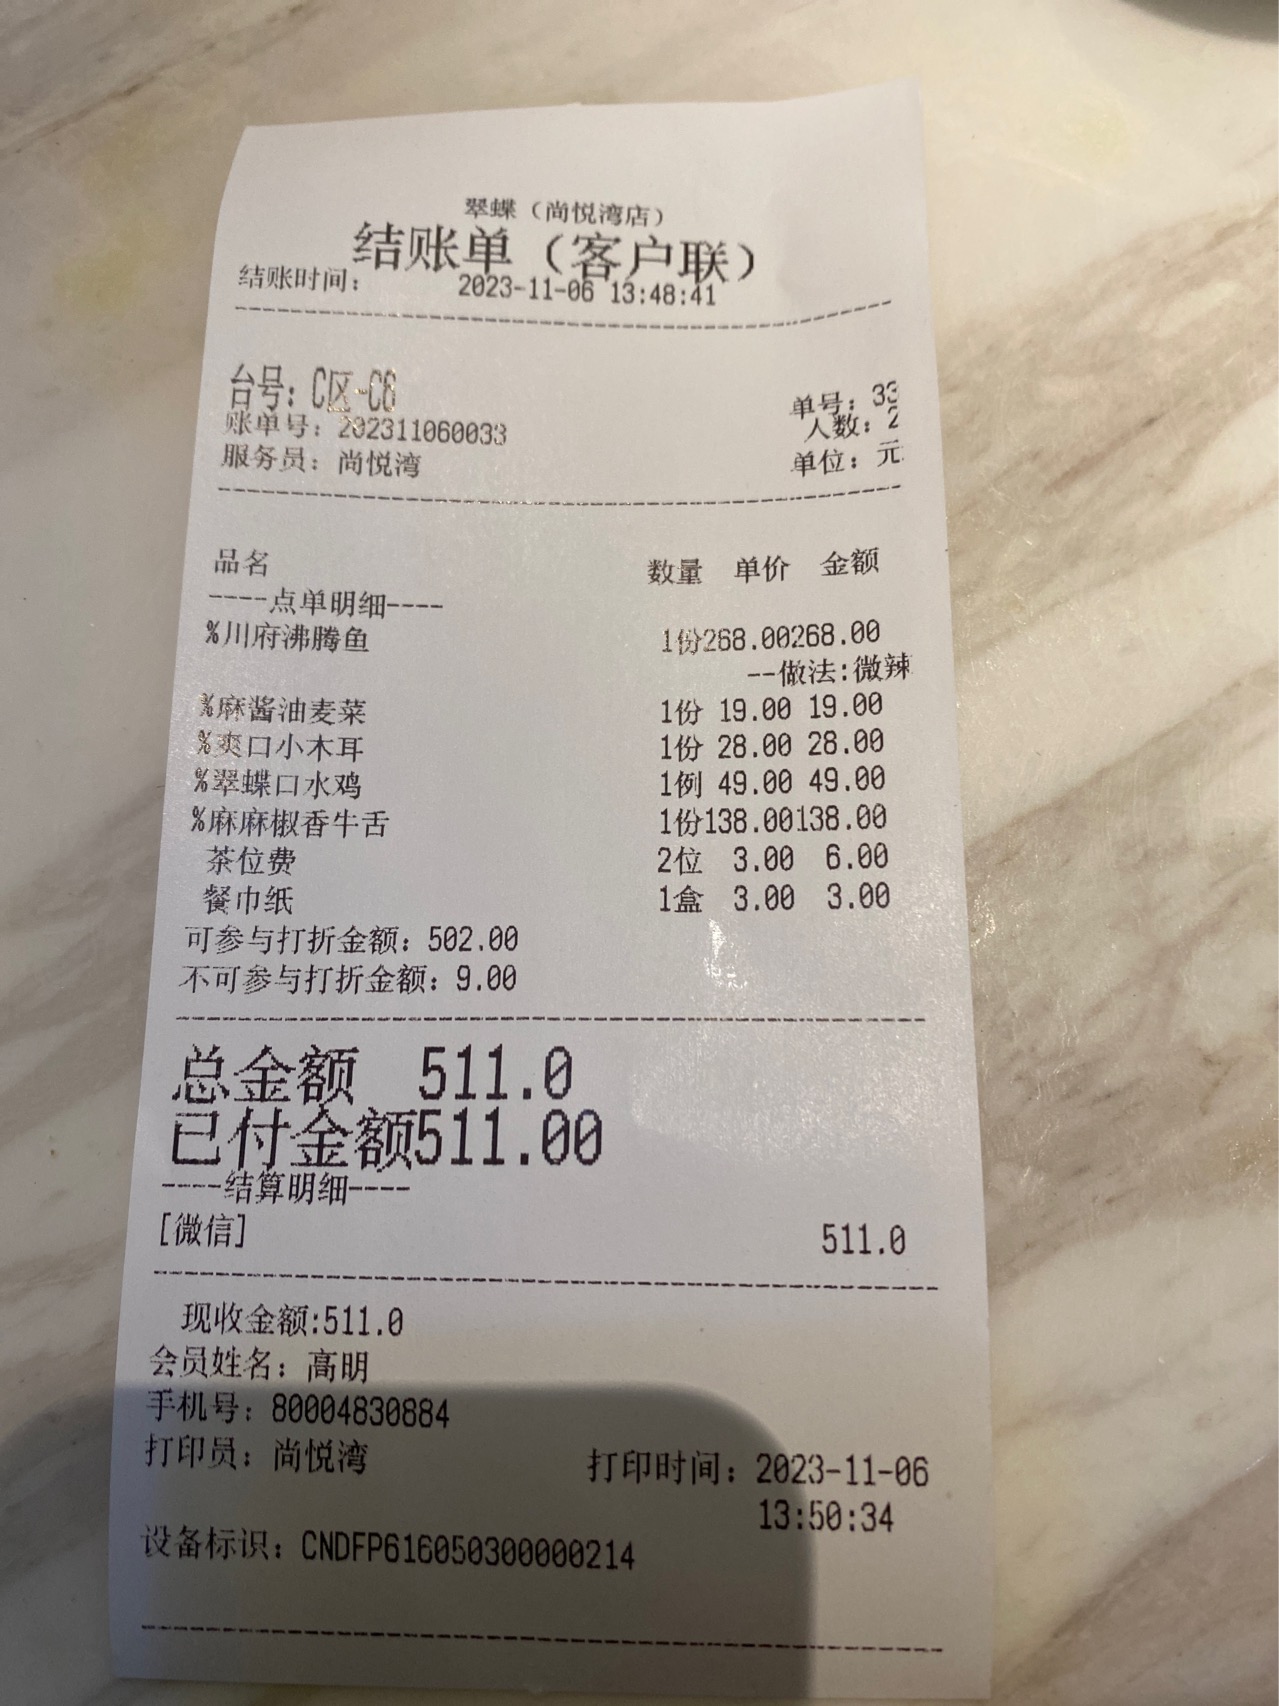 翠蝶（尚悦湾店）
结账单（客户联）
结账时间： 2023-11-06 13:48:41
台号：C区-C8 单号：33
账单号：202311060033 人数：2
服务员：尚悦湾 单位：元
品名 数量 单价 金额
----点单明细----
%川府沸腾鱼 1份268.00268.00
--做法:微辣
%麻酱油麦菜 1份 19.00 19.00
%爽口小木耳 1份 28.00 28.00
%翠蝶口水鸡 1例 49.00 49.00
%麻麻椒香牛舌 1份138.00138.00
茶位费 2位 3.00 6.00
餐巾纸 1盒 3.00 3.00
可参与打折金额：502.00
不可参与打折金额：9.00
总金额 511.0
已付金额511.00
----结算明细----
[微信] 511.0
现收金额:511.0
会员姓名：高明
手机号：80004830884
打印员：尚悦湾 打印时间：2023-11-06
13:50:34
设备标识：CNDFP616050300000214